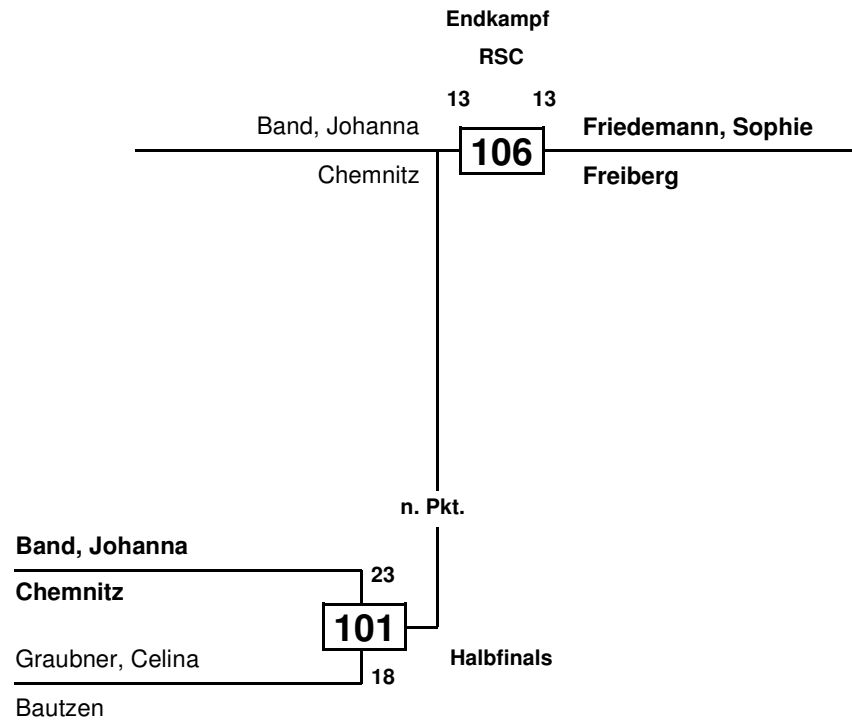 Endkampf
RSC
13 13
Band, Johanna 106 Friedemann, Sophie
Chemnitz Freiberg
n. Pkt.
Band, Johanna
23
Chemnitz
101
Graubner, Celina Halbfinals
18
Bautzen